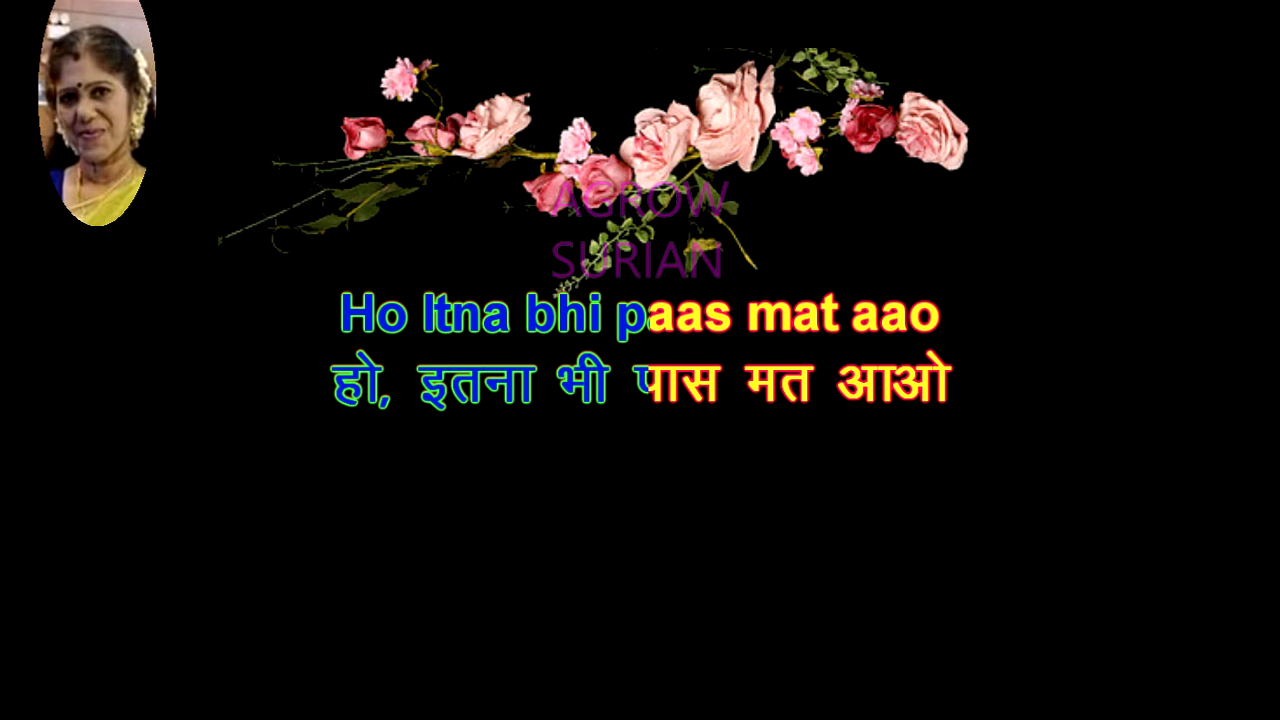 AGROW
SURIAN
Ho Itna bhi paas mat aao
हो, इतना भी पास मत आओ